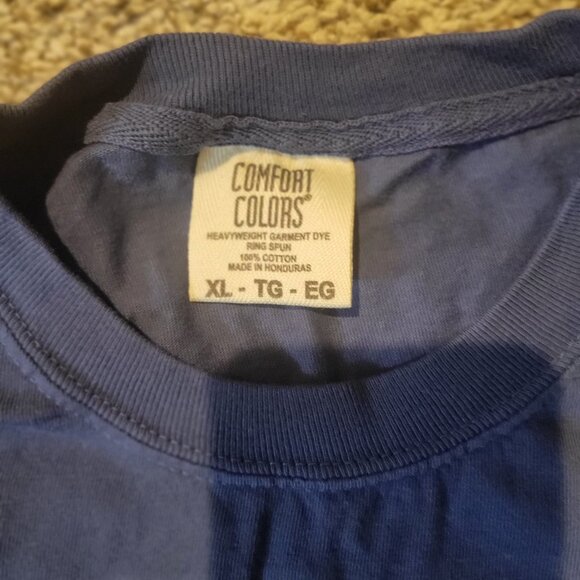 COMFORT
COLORS®
HEAVYWEIGHT GARMENT DYE
RING SPUN
100% COTTON
MADE IN HONDURAS
XL - TG - EG